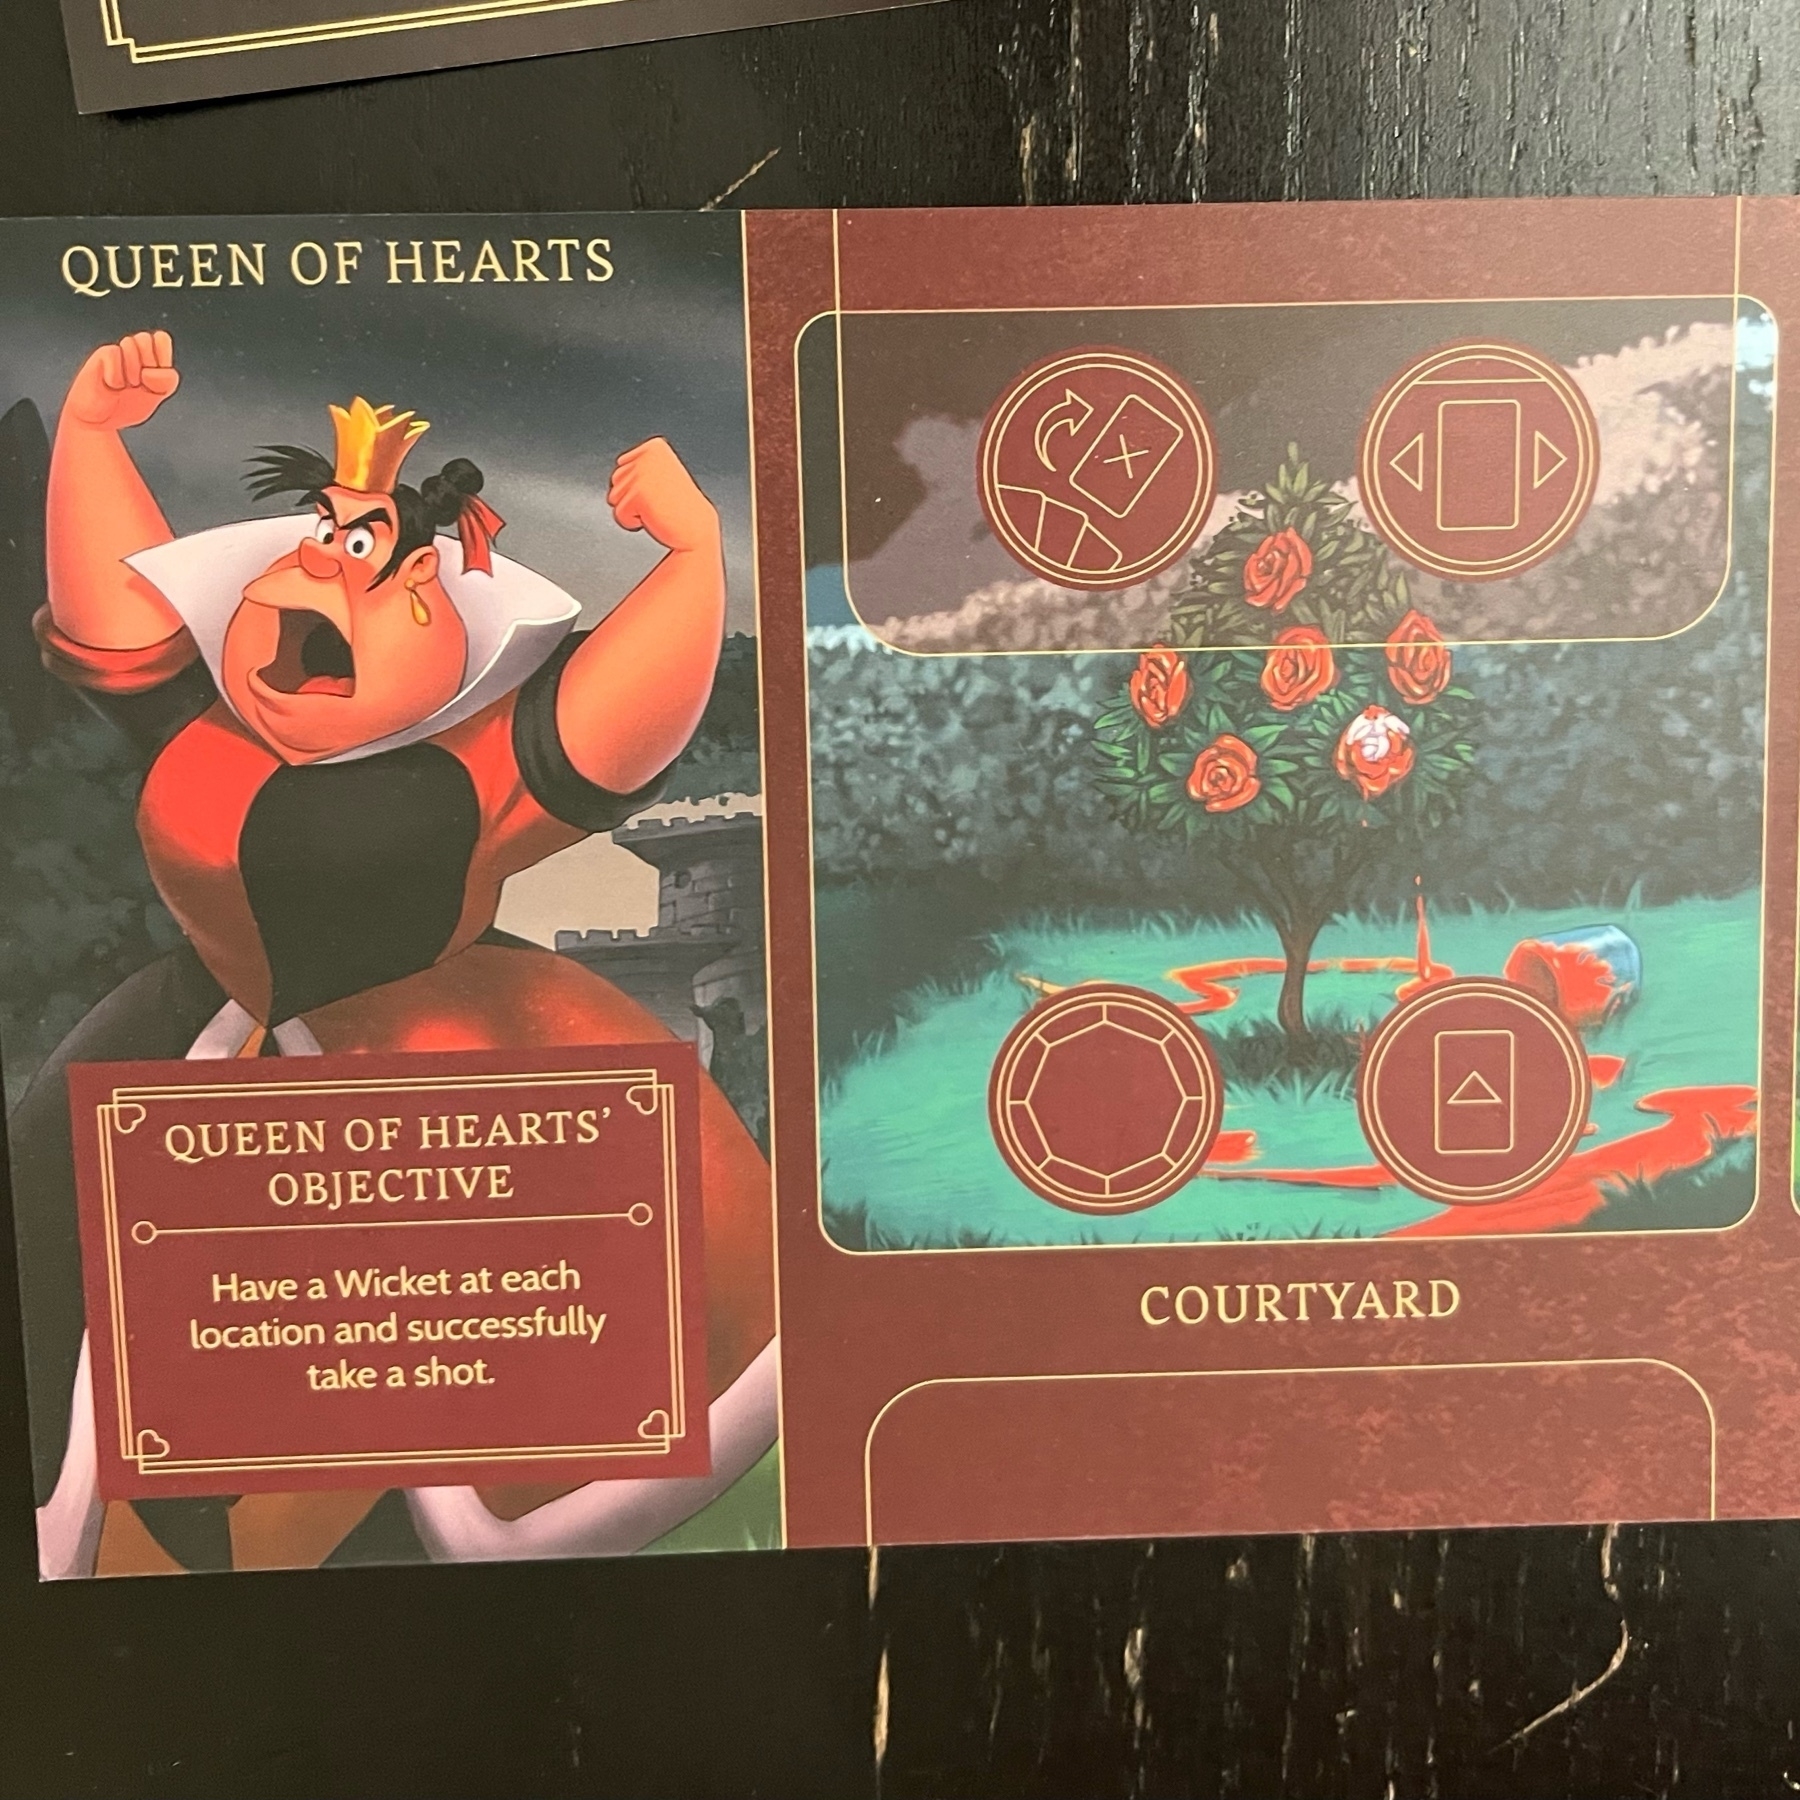 QUEEN OF HEARTS
QUEEN OF HEARTS'
OBJECTIVE
Have a Wicket at each
location and successfully
take a shot.
COURTYARD